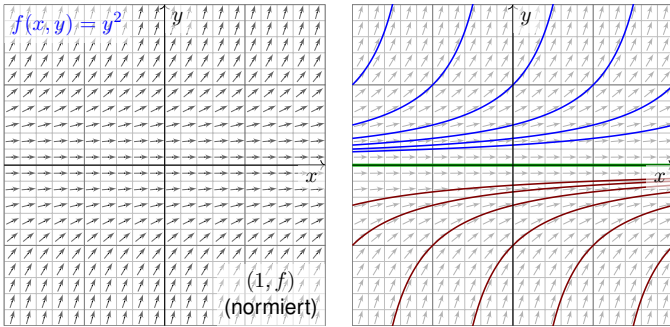 f(x, y) = y²
y
x
(1, f)
(normiert)
y
x